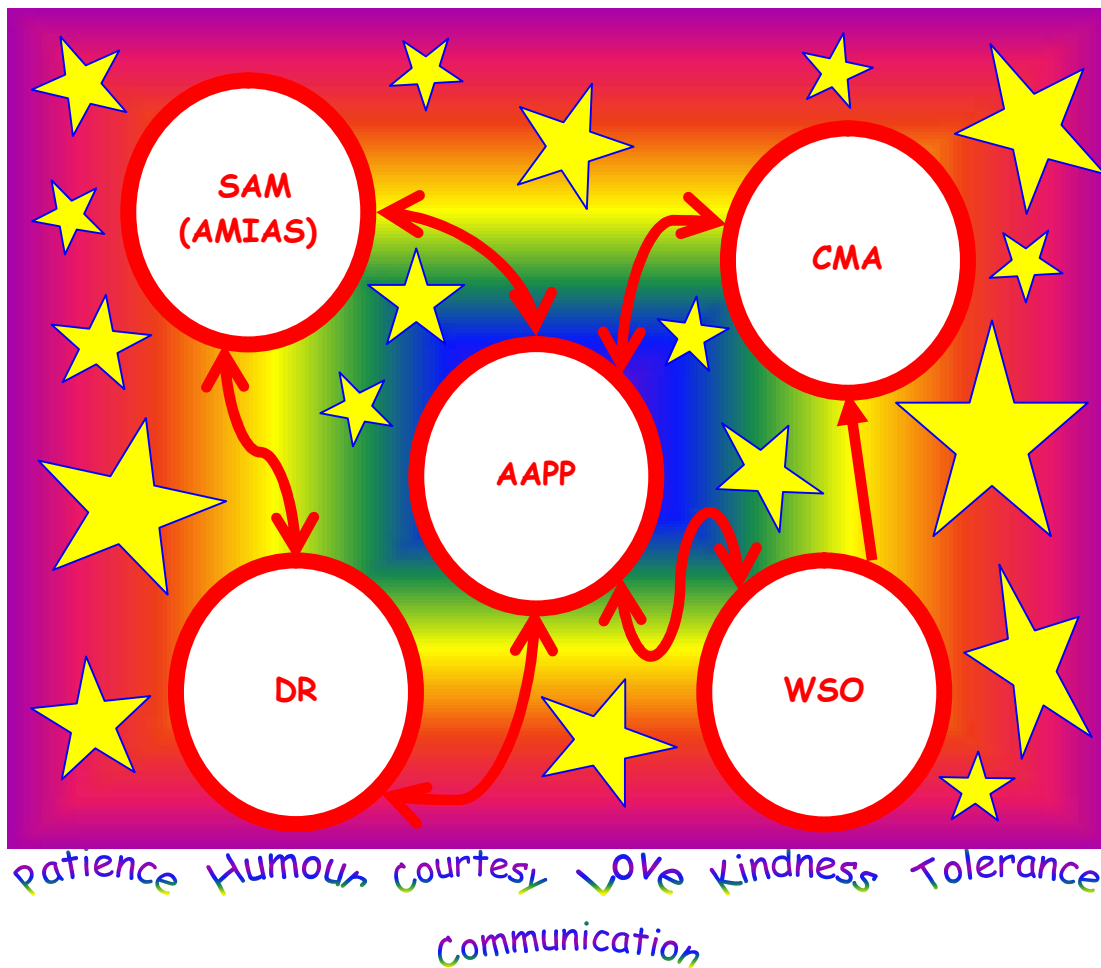 SAM
(AMIAS)
CMA
AAPP
DR
WSO
Patience Humour Courtesy Love Kindness Tolerance
Communication